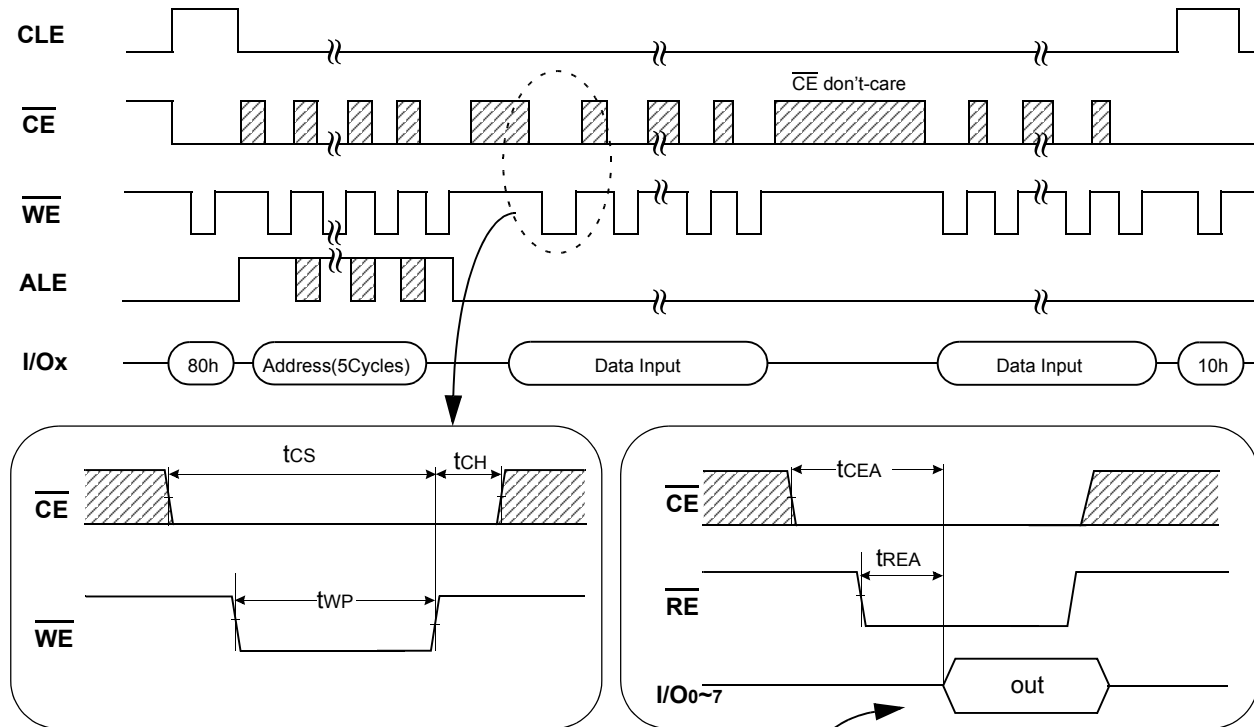 CLE
CE don't-care
CE
WE
ALE
I/Ox 80h Address(5Cycles) Data Input Data Input 10h
tCS tCH
CE
tWP
WE
tCEA
CE
tREA
RE
I/O0~7 out